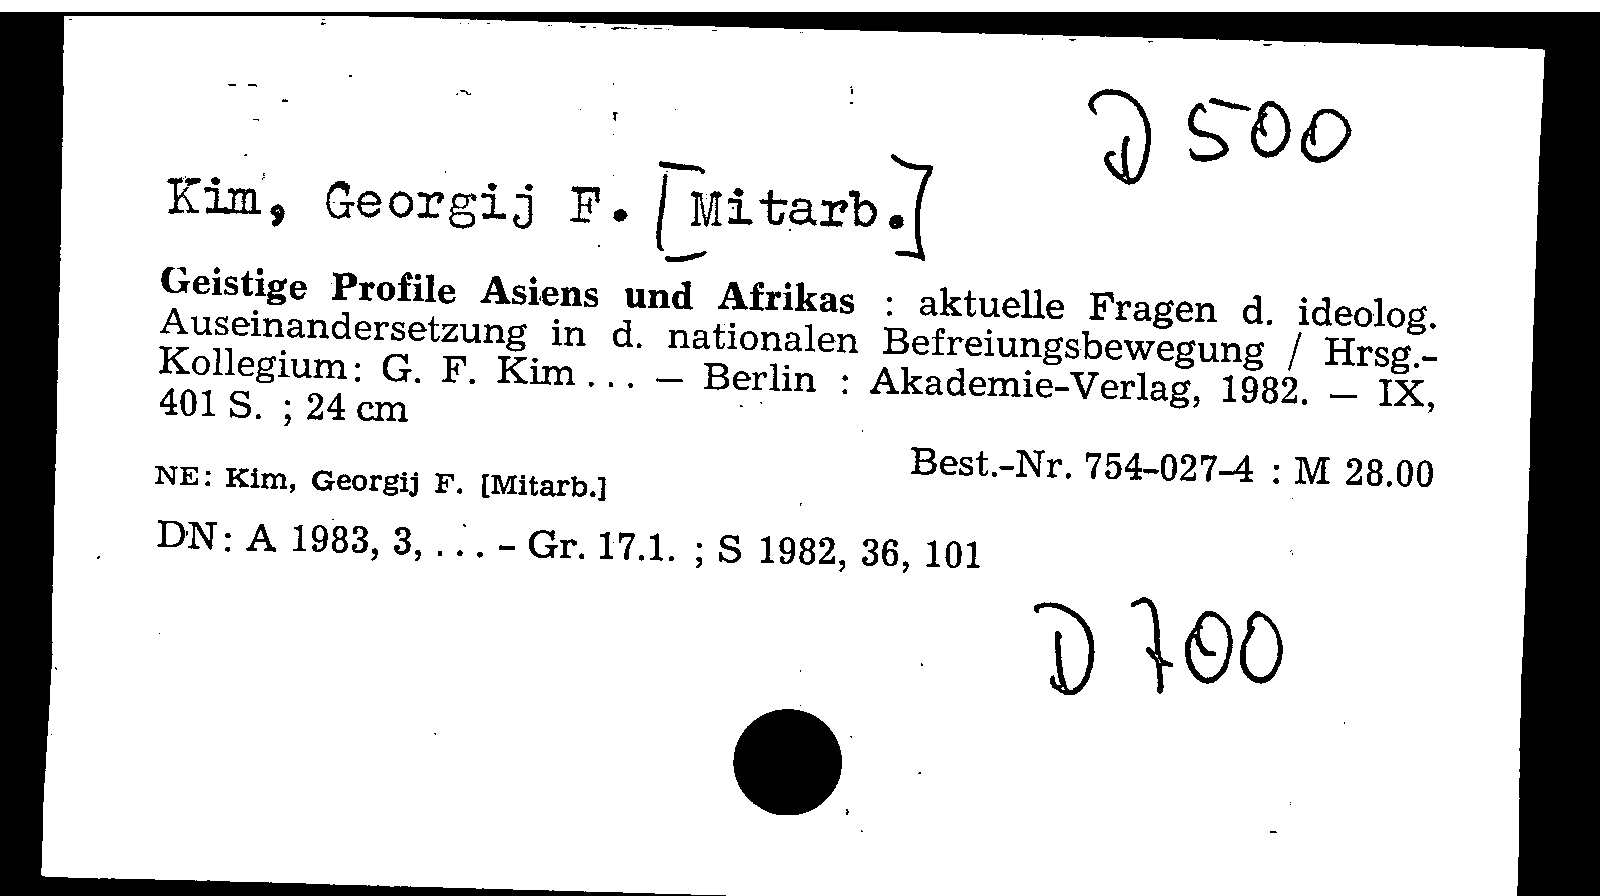 D 500
Kim, Georgij F. [Mitarb.]
Geistige Profile Asiens und Afrikas : aktuelle Fragen d. ideolog.
Auseinandersetzung in d. nationalen Befreiungsbewegung / Hrsg.-
Kollegium: G. F. Kim ... — Berlin : Akademie-Verlag, 1982. — IX,
401 S. ; 24 cm
Best.-Nr. 754-027-4 : M 28.00
NE: Kim, Georgij F. [Mitarb.]
DN: A 1983, 3, ... - Gr. 17.1. ; S 1982, 36, 101
D 700